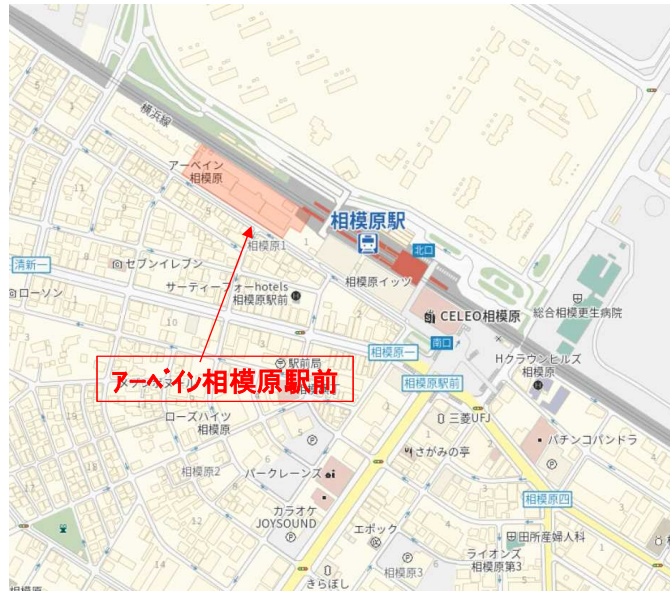 横浜線
アーベイン
相模原
相模原駅
北口
相模原1
清新一
セブンイレブン
ローソン
サーティーフォーhotels
相模原駅前
相模原イッツ
CELEO相模原
総合相模更生病院
南口
Hクラウンヒルズ
相模原
相模原一
駅前局
相模原駅前
アーベイン相模原駅前
三菱UFJ
ローズハイツ
相模原
さがみの亭
パチンコパンドラ
相模原2
パークレーンズ
相模原四
カラオケ
JOYSOUND
エポック
田所産婦人科
ライオンズ
相模原第3
相模原3
きらぼし